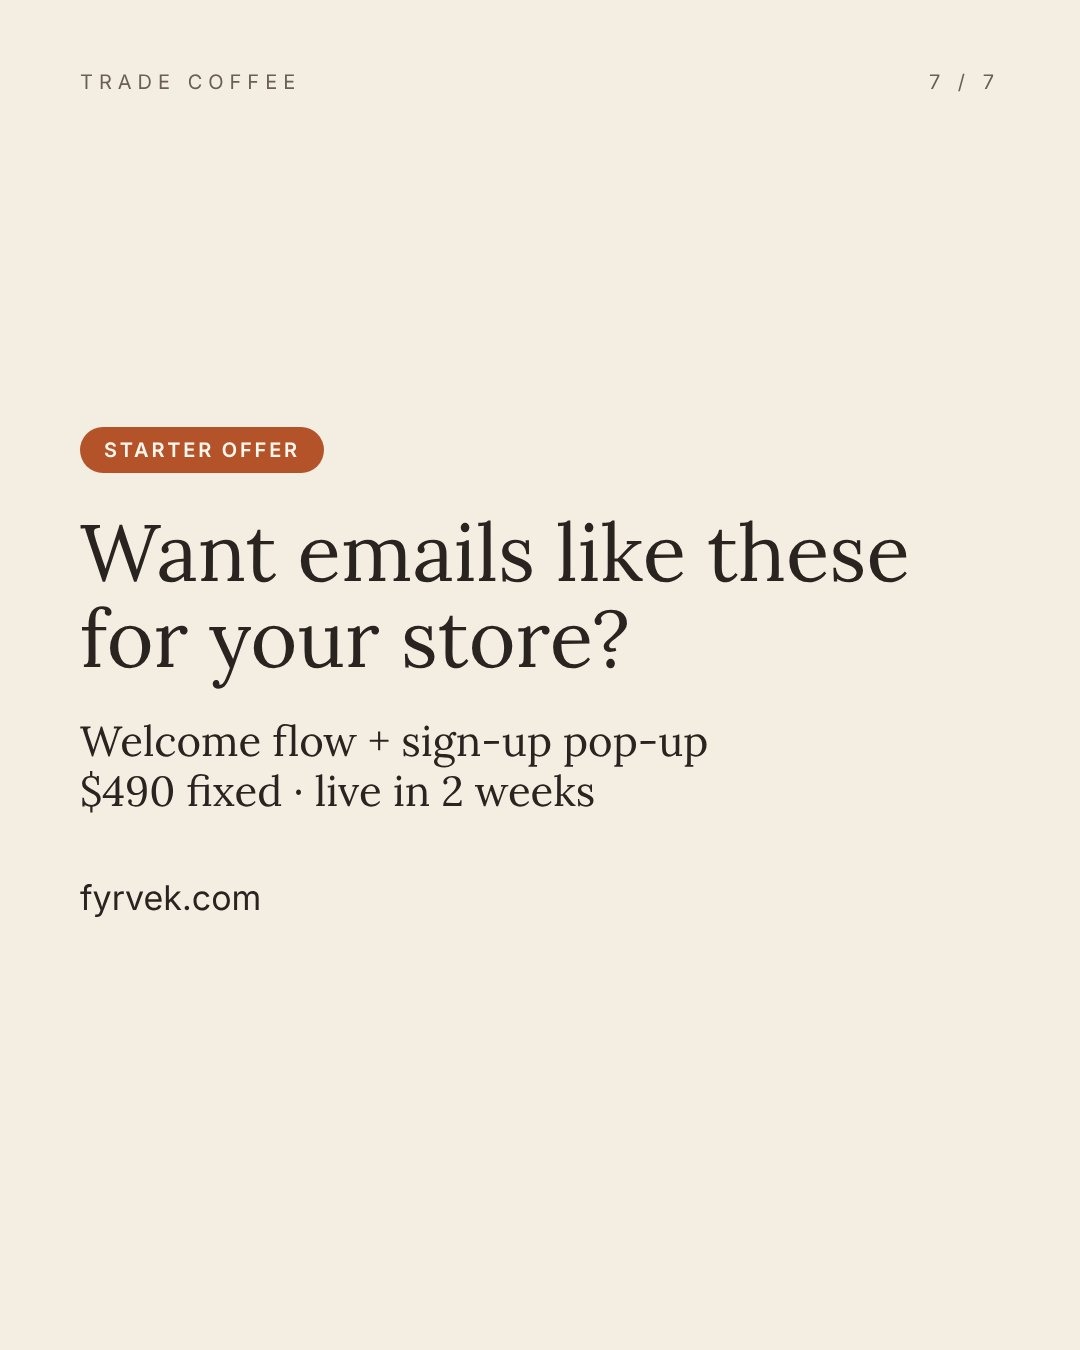 TRADE COFFEE
7 / 7
STARTER OFFER
Want emails like these
for your store?
Welcome flow + sign-up pop-up
$490 fixed · live in 2 weeks
fyrvek.com